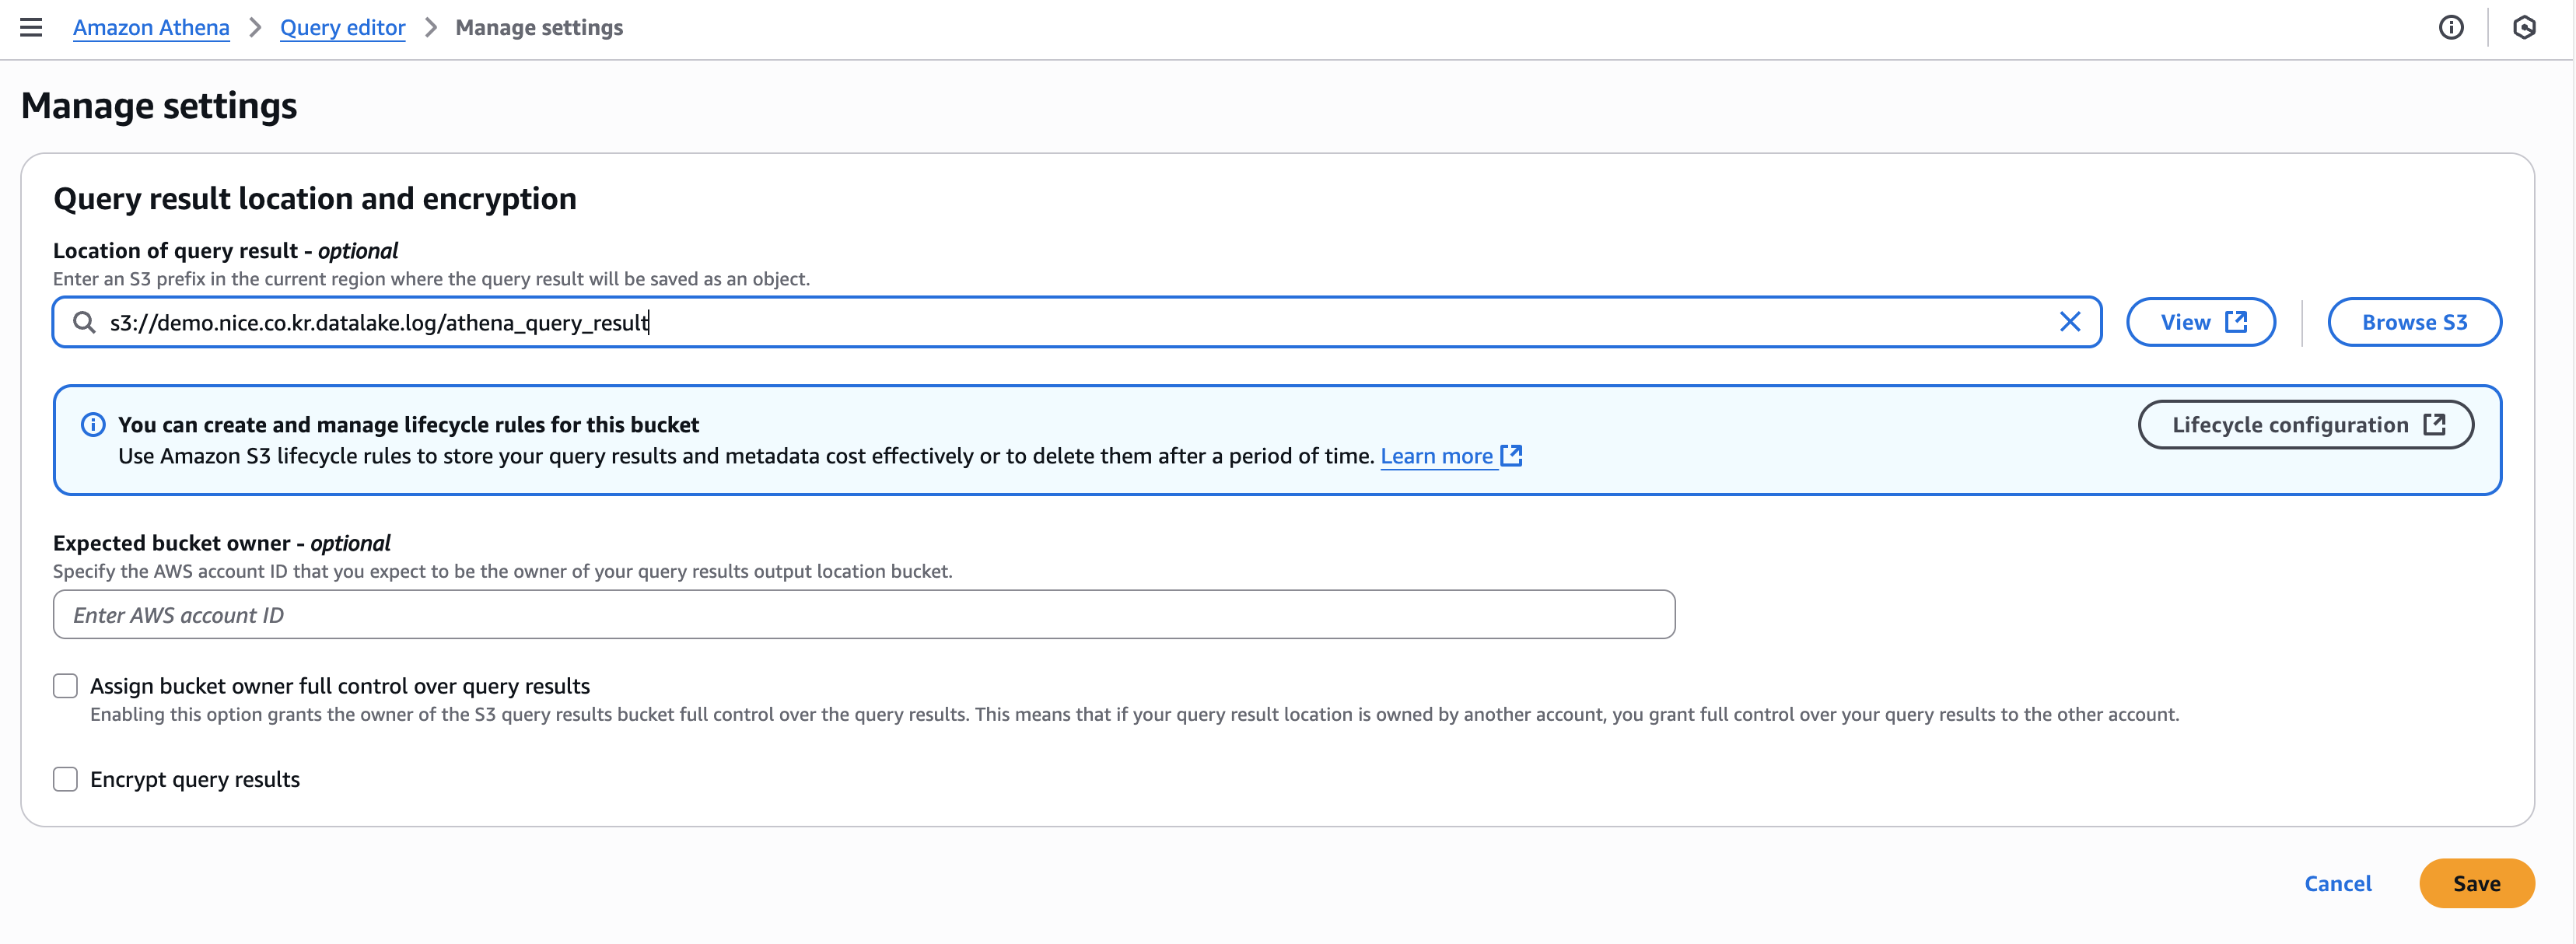 Amazon Athena > Query editor > Manage settings
Manage settings
Query result location and encryption
Location of query result - optional
Enter an S3 prefix in the current region where the query result will be saved as an object.
s3://demo.nice.co.kr.datalake.log/athena_query_result
View
Browse S3
You can create and manage lifecycle rules for this bucket
Lifecycle configuration
Use Amazon S3 lifecycle rules to store your query results and metadata cost effectively or to delete them after a period of time. Learn more
Expected bucket owner - optional
Specify the AWS account ID that you expect to be the owner of your query results output location bucket.
Enter AWS account ID
Assign bucket owner full control over query results
Enabling this option grants the owner of the S3 query results bucket full control over the query results. This means that if your query result location is owned by another account, you grant full control over your query results to the other account.
Encrypt query results
Cancel
Save